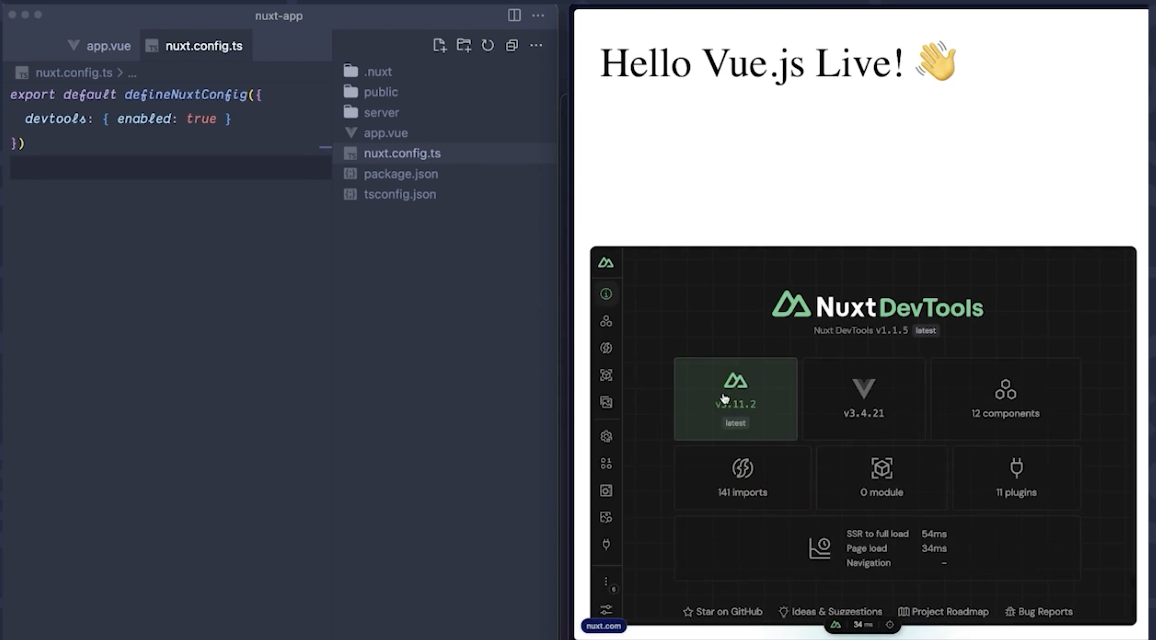 nuxt-app
app.vue
nuxt.config.ts
nuxt.config.ts > ...
export default defineNuxtConfig({
devtools: { enabled: true }
})
.nuxt
public
server
app.vue
nuxt.config.ts
package.json
tsconfig.json
Hello Vue.js Live! 👋
Nuxt DevTools
Nuxt DevTools v1.1.5 latest
v3.11.2
latest
v3.4.21
12 components
141 imports
0 module
11 plugins
SSR to full load 54ms
Page load 34ms
Navigation –
Star on GitHub Ideas & Suggestions Project Roadmap Bug Reports
nuxt.com
34 ms